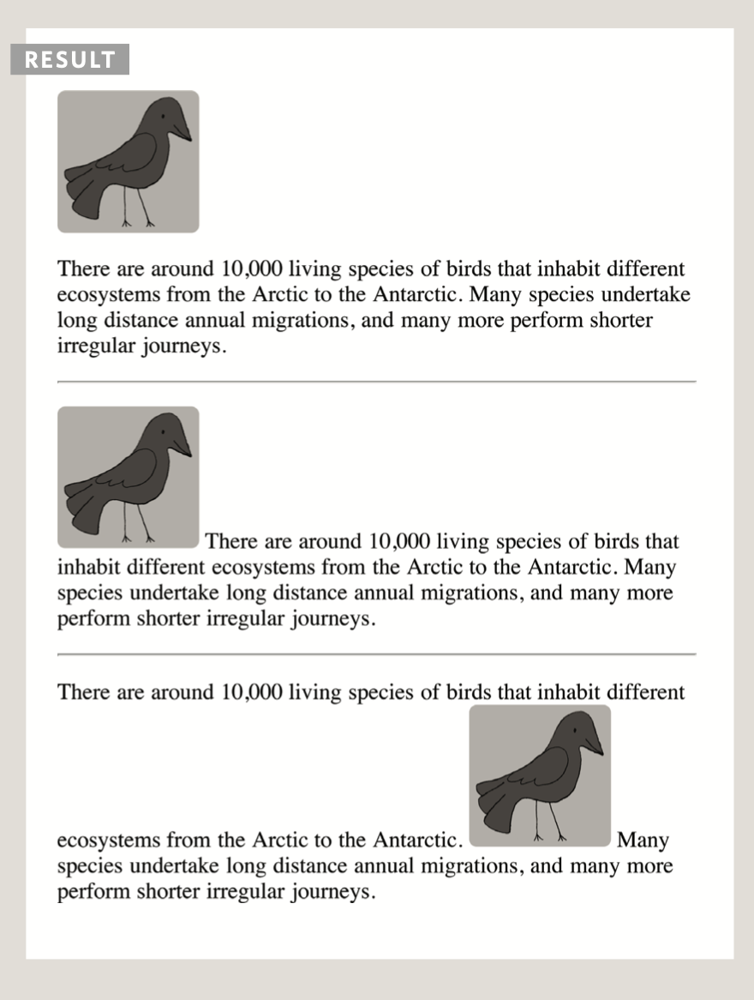 RESULT
There are around 10,000 living species of birds that inhabit different
ecosystems from the Arctic to the Antarctic. Many species undertake
long distance annual migrations, and many more perform shorter
irregular journeys.
There are around 10,000 living species of birds that
inhabit different ecosystems from the Arctic to the Antarctic. Many
species undertake long distance annual migrations, and many more
perform shorter irregular journeys.
There are around 10,000 living species of birds that inhabit different
ecosystems from the Arctic to the Antarctic. Many
species undertake long distance annual migrations, and many more
perform shorter irregular journeys.